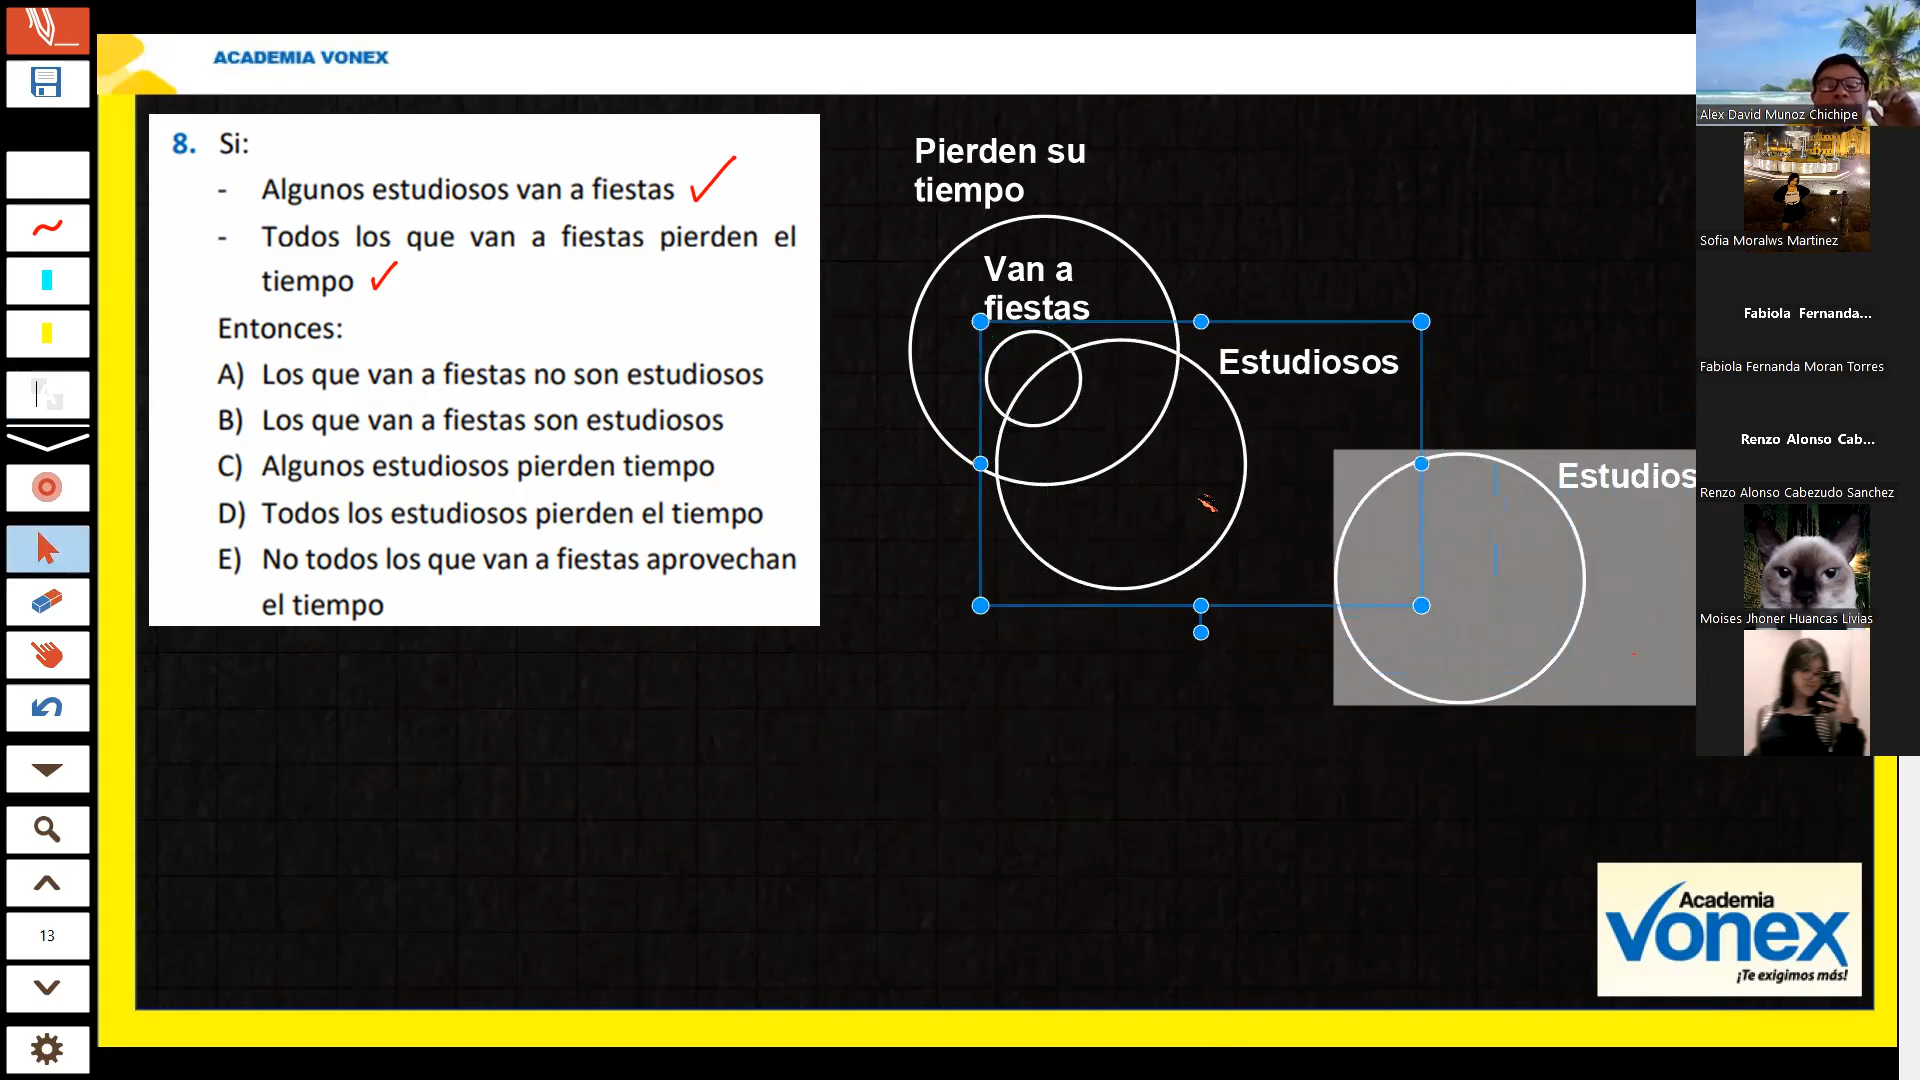 ACADEMIA VONEX
8. Si:
- Algunos estudiosos van a fiestas
- Todos los que van a fiestas pierden el
tiempo
Entonces:
A) Los que van a fiestas no son estudiosos
B) Los que van a fiestas son estudiosos
C) Algunos estudiosos pierden tiempo
D) Todos los estudiosos pierden el tiempo
E) No todos los que van a fiestas aprovechan
el tiempo
Pierden su
tiempo
Van a
fiestas
Estudiosos
Estudios
Alex David Munoz Chichipe
Sofia Moralws Martinez
Fabiola Fernanda...
Fabiola Fernanda Moran Torres
Renzo Alonso Cab...
Renzo Alonso Cabezudo Sanchez
Moises Jhoner Huancas Livias
13
Academia
vonex
¡Te exigimos más!